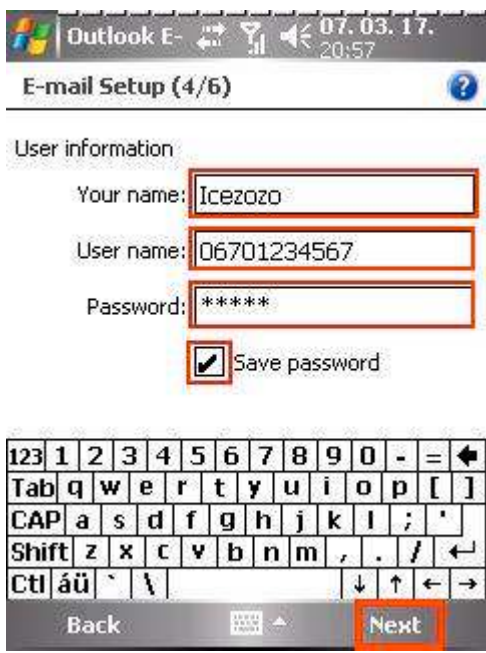 Outlook E- 07. 03. 17.
20:57
E-mail Setup (4/6) ?
User information
Your name: Icezozo
User name: 06701234567
Password: *****
Save password
123 1 2 3 4 5 6 7 8 9 0 - =
Tab q w e r t y u i o p [ ]
CAP a s d f g h j k l ; '
Shift z x c v b n m , . /
Ctl áü ` \
Back Next